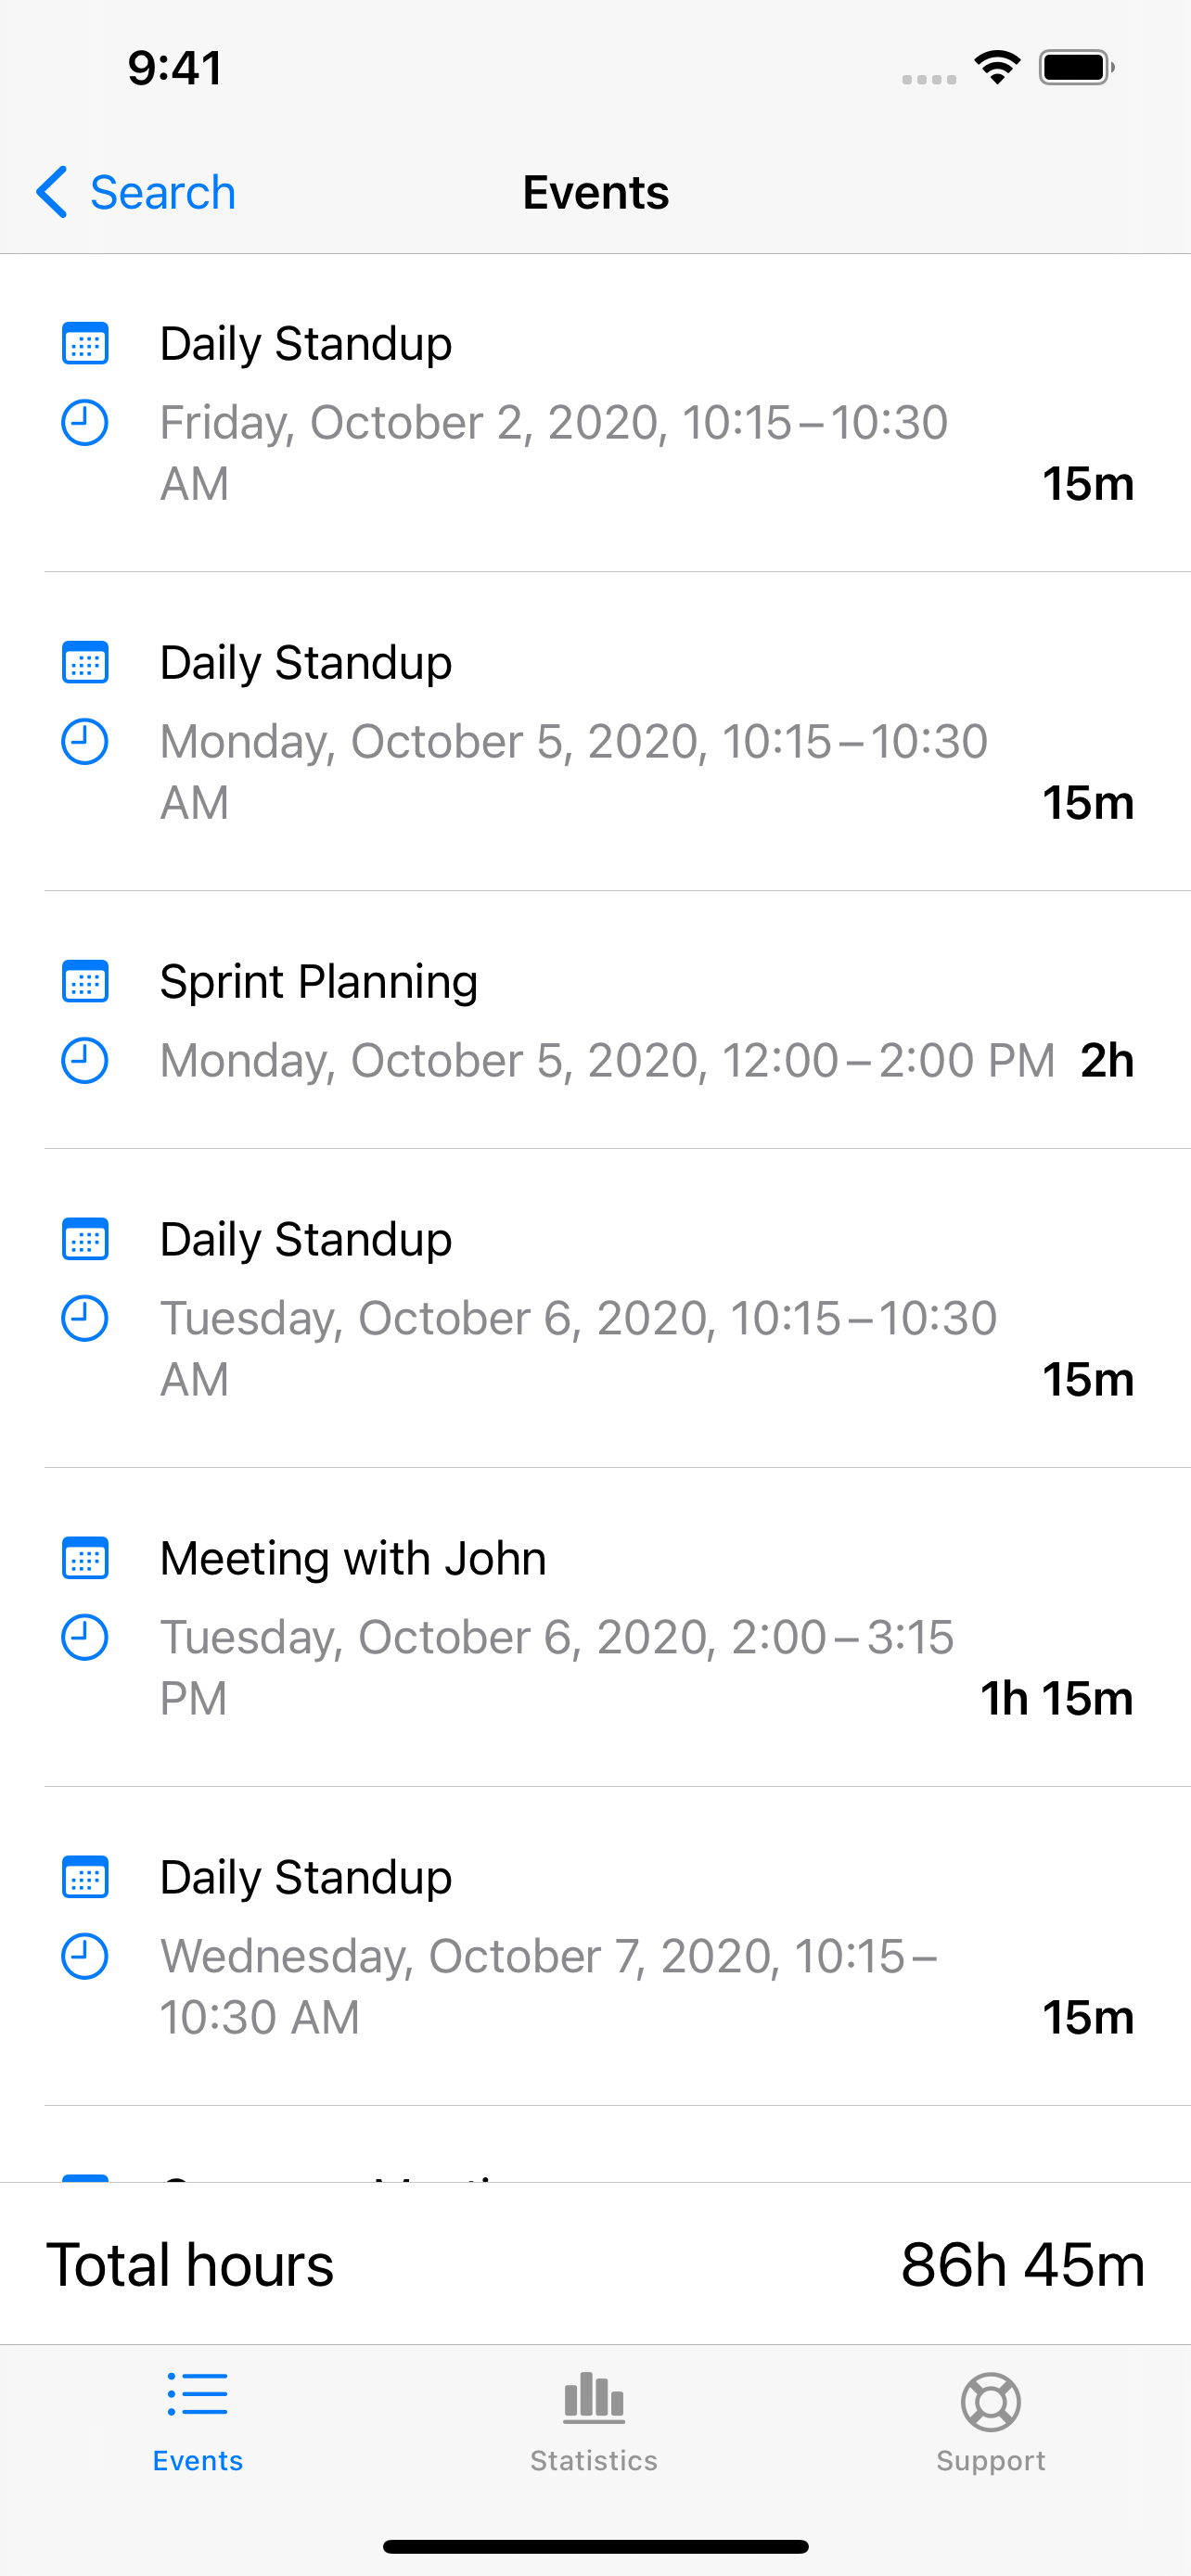 9:41
Search
Events
Daily Standup
Friday, October 2, 2020, 10:15 – 10:30
AM
15m
Daily Standup
Monday, October 5, 2020, 10:15 – 10:30
AM
15m
Sprint Planning
Monday, October 5, 2020, 12:00 – 2:00 PM 2h
Daily Standup
Tuesday, October 6, 2020, 10:15 – 10:30
AM
15m
Meeting with John
Tuesday, October 6, 2020, 2:00 – 3:15
PM
1h 15m
Daily Standup
Wednesday, October 7, 2020, 10:15 –
10:30 AM
15m
Total hours
86h 45m
Events
Statistics
Support